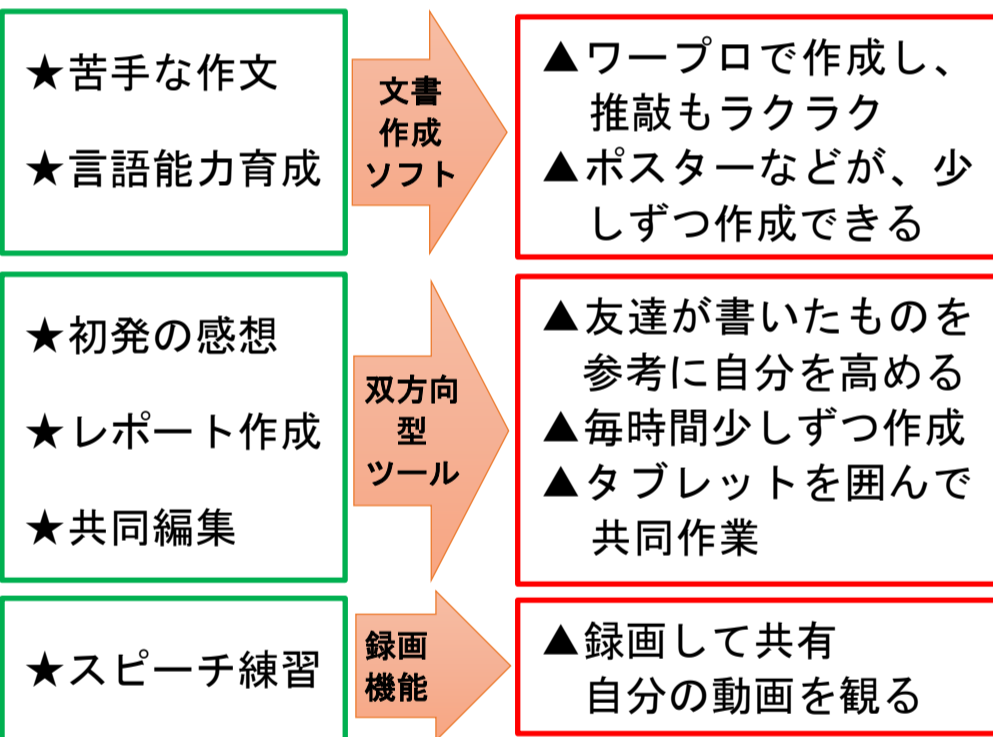 ★苦手な作文
★言語能力育成
文書
作成
ソフト
▲ワープロで作成し、
推敲もラクラク
▲ポスターなどが、少
しずつ作成できる
★初発の感想
★レポート作成
★共同編集
双方向
型
ツール
▲友達が書いたものを
参考に自分を高める
▲毎時間少しずつ作成
▲タブレットを囲んで
共同作業
★スピーチ練習
録画
機能
▲録画して共有
自分の動画を観る